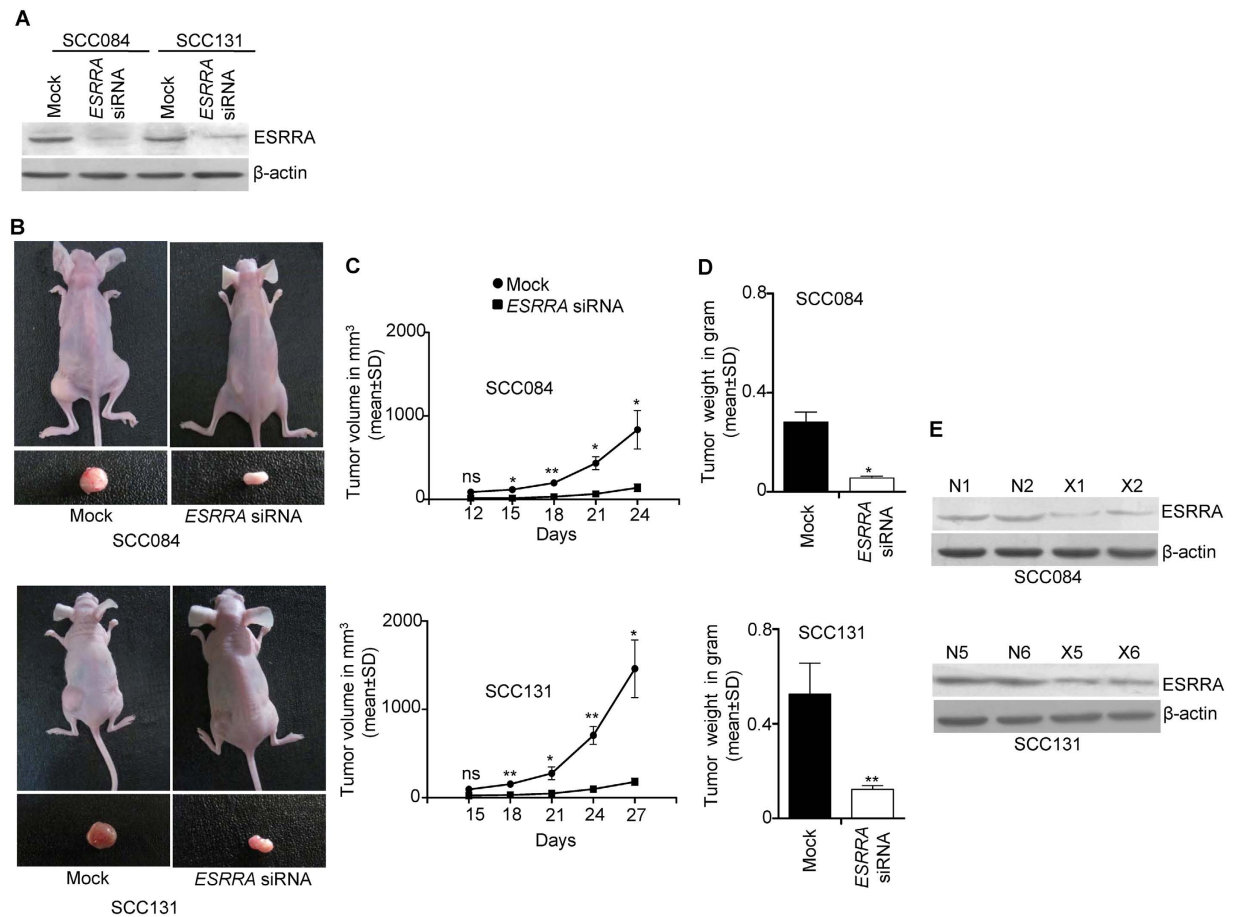 A
SCC084
SCC131
Mock
ESRRA
siRNA
Mock
ESRRA
siRNA
ESRRA
β-actin
B
Mock
ESRRA siRNA
SCC084
Mock
ESRRA siRNA
SCC131
C
Mock
ESRRA siRNA
Tumor volume in mm³
(mean±SD)
2000
1000
0
SCC084
ns
*
**
*
*
12 15 18 21 24
Days
Tumor volume in mm³
(mean±SD)
2000
1000
0
SCC131
ns
**
*
**
*
15 18 21 24 27
Days
D
Tumor weight in gram
(mean±SD)
0.8
0.4
0
SCC084
*
Mock
ESRRA
siRNA
Tumor weight in gram
(mean±SD)
0.8
0.4
0
SCC131
**
Mock
ESRRA
siRNA
E
N1 N2 X1 X2
ESRRA
β-actin
SCC084
N5 N6 X5 X6
ESRRA
β-actin
SCC131